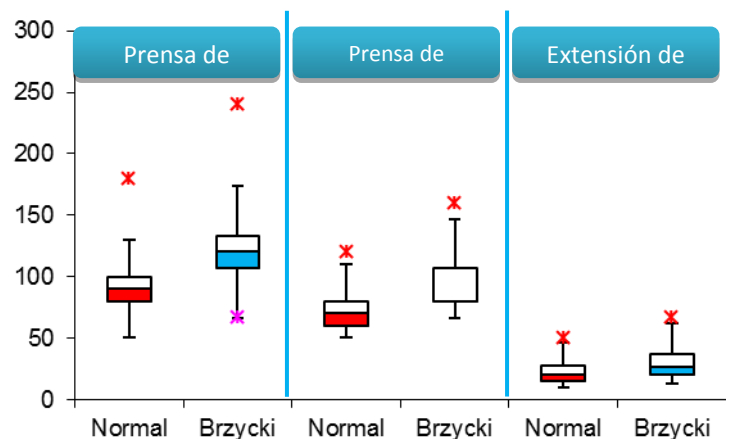 300
250
200
150
100
50
0
Prensa de
Prensa de
Extensión de
Normal Brzycki Normal Brzycki Normal Brzycki